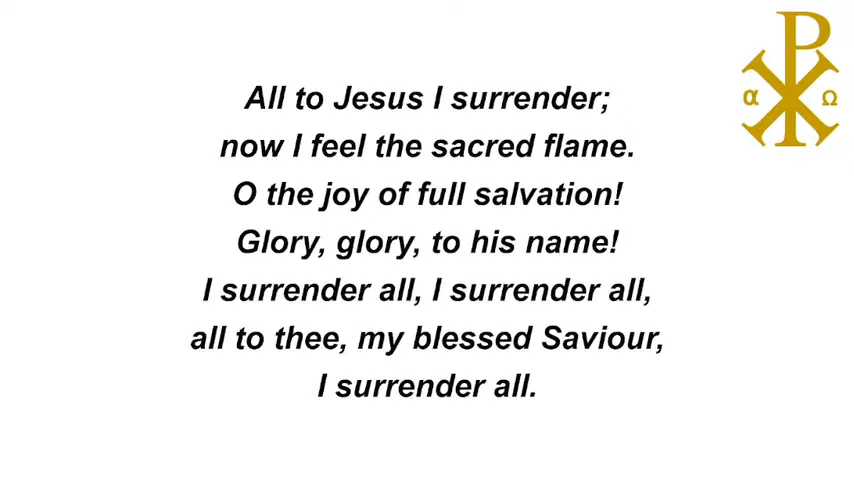 All to Jesus I surrender;
now I feel the sacred flame.
O the joy of full salvation!
Glory, glory, to his name!
I surrender all, I surrender all,
all to thee, my blessed Saviour,
I surrender all.
α Ω